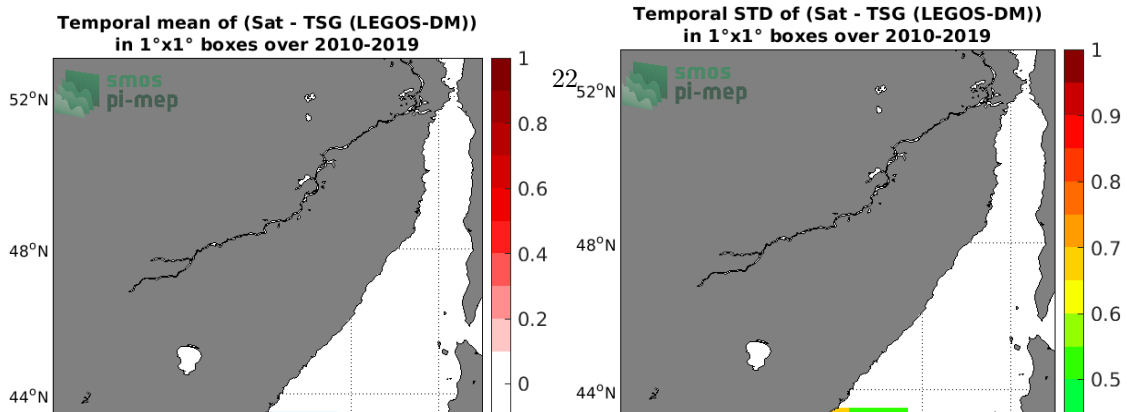 Temporal mean of (Sat - TSG (LEGOS-DM))
in 1°x1° boxes over 2010-2019
smos
pi-mep
52°N
48°N
44°N
1
0.8
0.6
0.4
0.2
0
22
Temporal STD of (Sat - TSG (LEGOS-DM))
in 1°x1° boxes over 2010-2019
smos
pi-mep
52°N
48°N
44°N
1
0.9
0.8
0.7
0.6
0.5